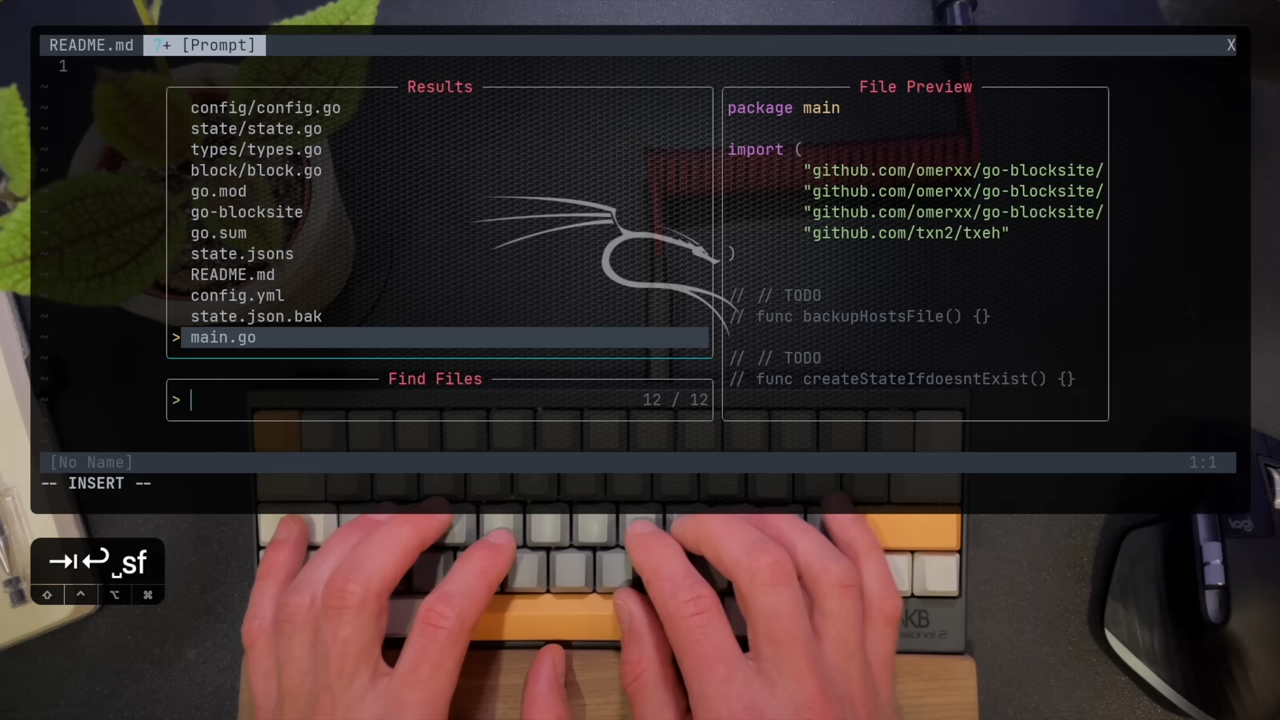 README.md 7+ [Prompt] X
1
Results
config/config.go
state/state.go
types/types.go
block/block.go
go.mod
go-blocksite
go.sum
state.jsons
README.md
config.yml
state.json.bak
> main.go
Find Files
> 12 / 12
File Preview
package main
import (
"github.com/omerxx/go-blocksite/
"github.com/omerxx/go-blocksite/
"github.com/omerxx/go-blocksite/
"github.com/txn2/txeh"
)
// // TODO
// func backupHostsFile() {}
// // TODO
// func createStateIfdoesntExist() {}
[No Name] 1:1
-- INSERT --
⇥↩␣sf
⇧ ^ ⌥ ⌘
logi